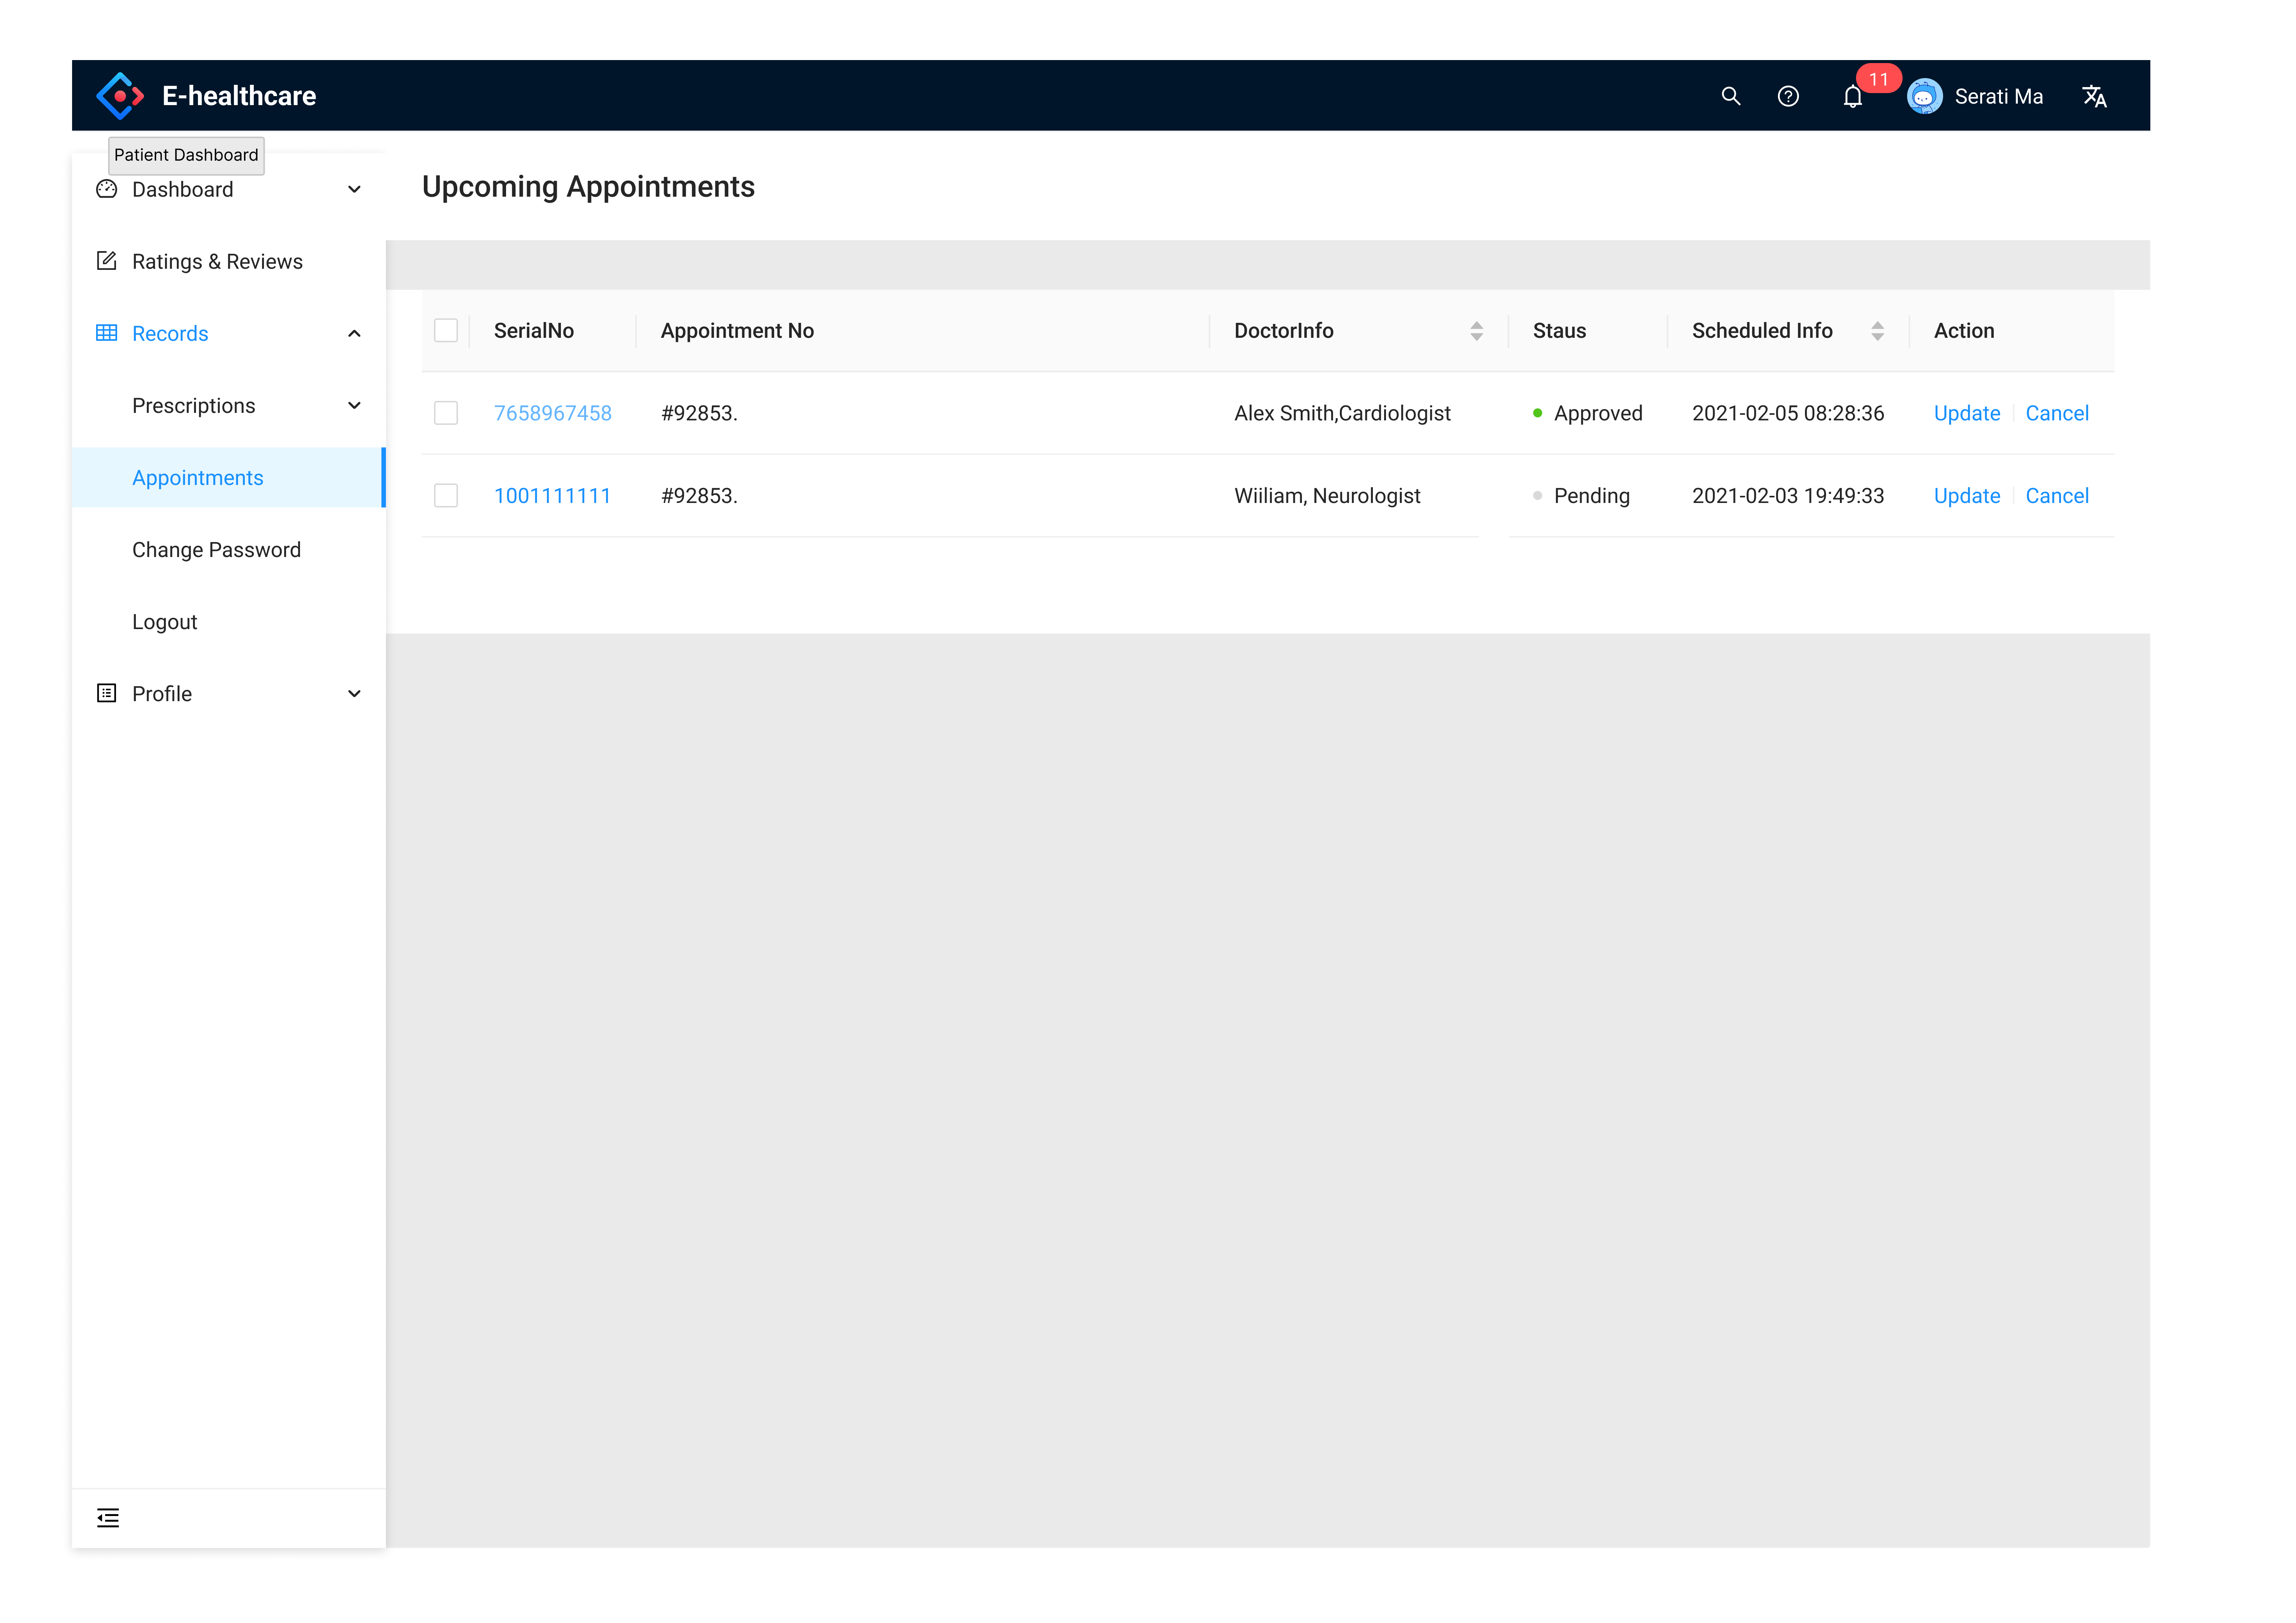 E-healthcare
11
Serati Ma
Patient Dashboard
Dashboard
Ratings & Reviews
Records
Prescriptions
Appointments
Change Password
Logout
Profile
Upcoming Appointments
SerialNo Appointment No DoctorInfo Staus Scheduled Info Action
7658967458 #92853. Alex Smith,Cardiologist Approved 2021-02-05 08:28:36 Update Cancel
1001111111 #92853. Wiiliam, Neurologist Pending 2021-02-03 19:49:33 Update Cancel